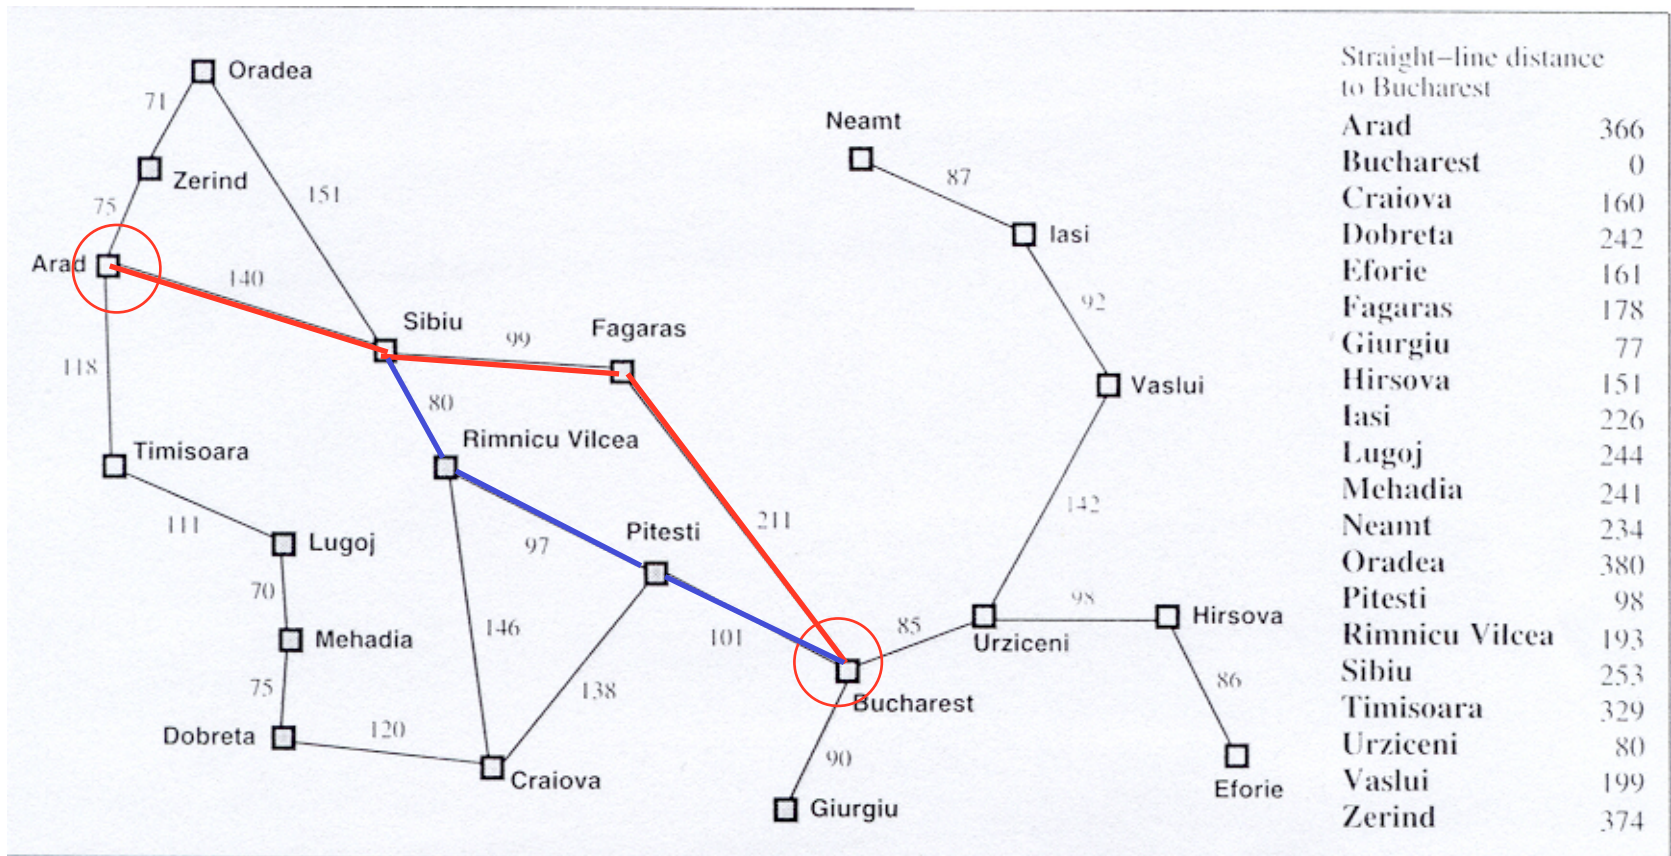 Oradea
71
Zerind
151
75
Arad
140
Sibiu
99
Fagaras
118
80
Rimnicu Vilcea
Timisoara
111
Lugoj
97
Pitesti
211
70
Mehadia
146
101
75
138
Dobreta
120
Craiova
Neamt
87
Iasi
92
Vaslui
142
85
98
Hirsova
Urziceni
86
Bucharest
90
Eforie
Giurgiu
Straight–line distance
to Bucharest
Arad 366
Bucharest 0
Craiova 160
Dobreta 242
Eforie 161
Fagaras 178
Giurgiu 77
Hirsova 151
Iasi 226
Lugoj 244
Mehadia 241
Neamt 234
Oradea 380
Pitesti 98
Rimnicu Vilcea 193
Sibiu 253
Timisoara 329
Urziceni 80
Vaslui 199
Zerind 374